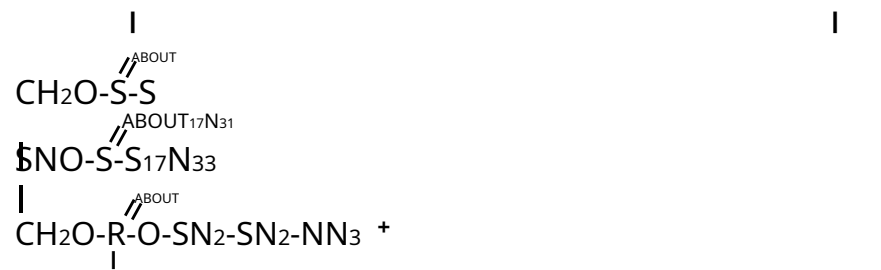 ABOUT
CH2O-S-S
ABOUT17N31
SNO-S-S17N33
ABOUT
CH2O-R-O-SN2-SN2-NN3 +